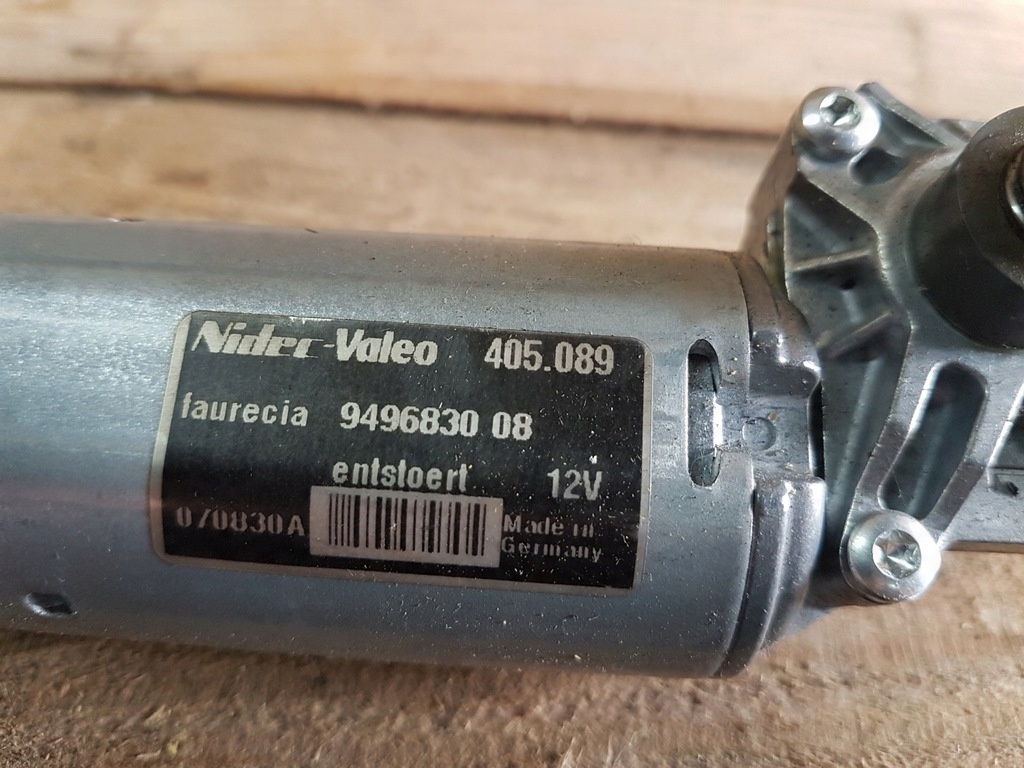 Nidec-Valeo 405.089
faurecia 9496830 08
entstoert 12V
070830A
Made in
Germany